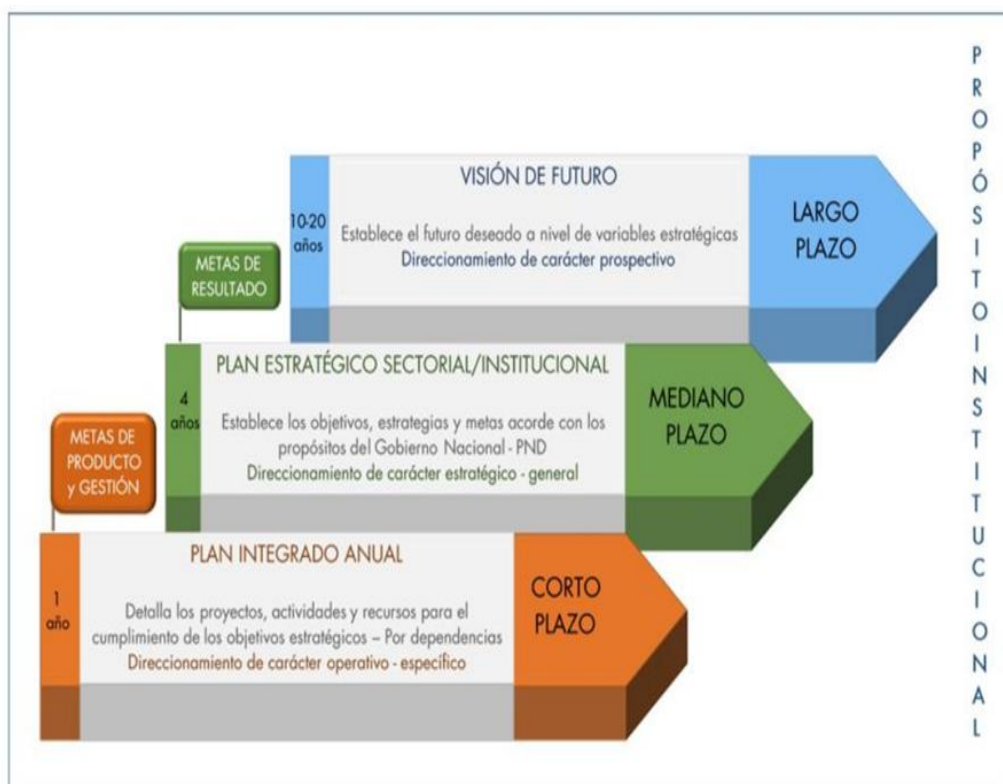 VISIÓN DE FUTURO
10-20
años
Establece el futuro deseado a nivel de variables estratégicas
Direccionamiento de carácter prospectivo
LARGO
PLAZO
METAS DE
RESULTADO
PLAN ESTRATÉGICO SECTORIAL/INSTITUCIONAL
4
años
Establece los objetivos, estrategias y metas acorde con los
propósitos del Gobierno Nacional - PND
Direccionamiento de carácter estratégico - general
MEDIANO
PLAZO
METAS DE
PRODUCTO
y GESTIÓN
PLAN INTEGRADO ANUAL
1
año
Detalla los proyectos, actividades y recursos para el
cumplimiento de los objetivos estratégicos – Por dependencias
Direccionamiento de carácter operativo - específico
CORTO
PLAZO
PROPÓSITO INSTITUCIONAL